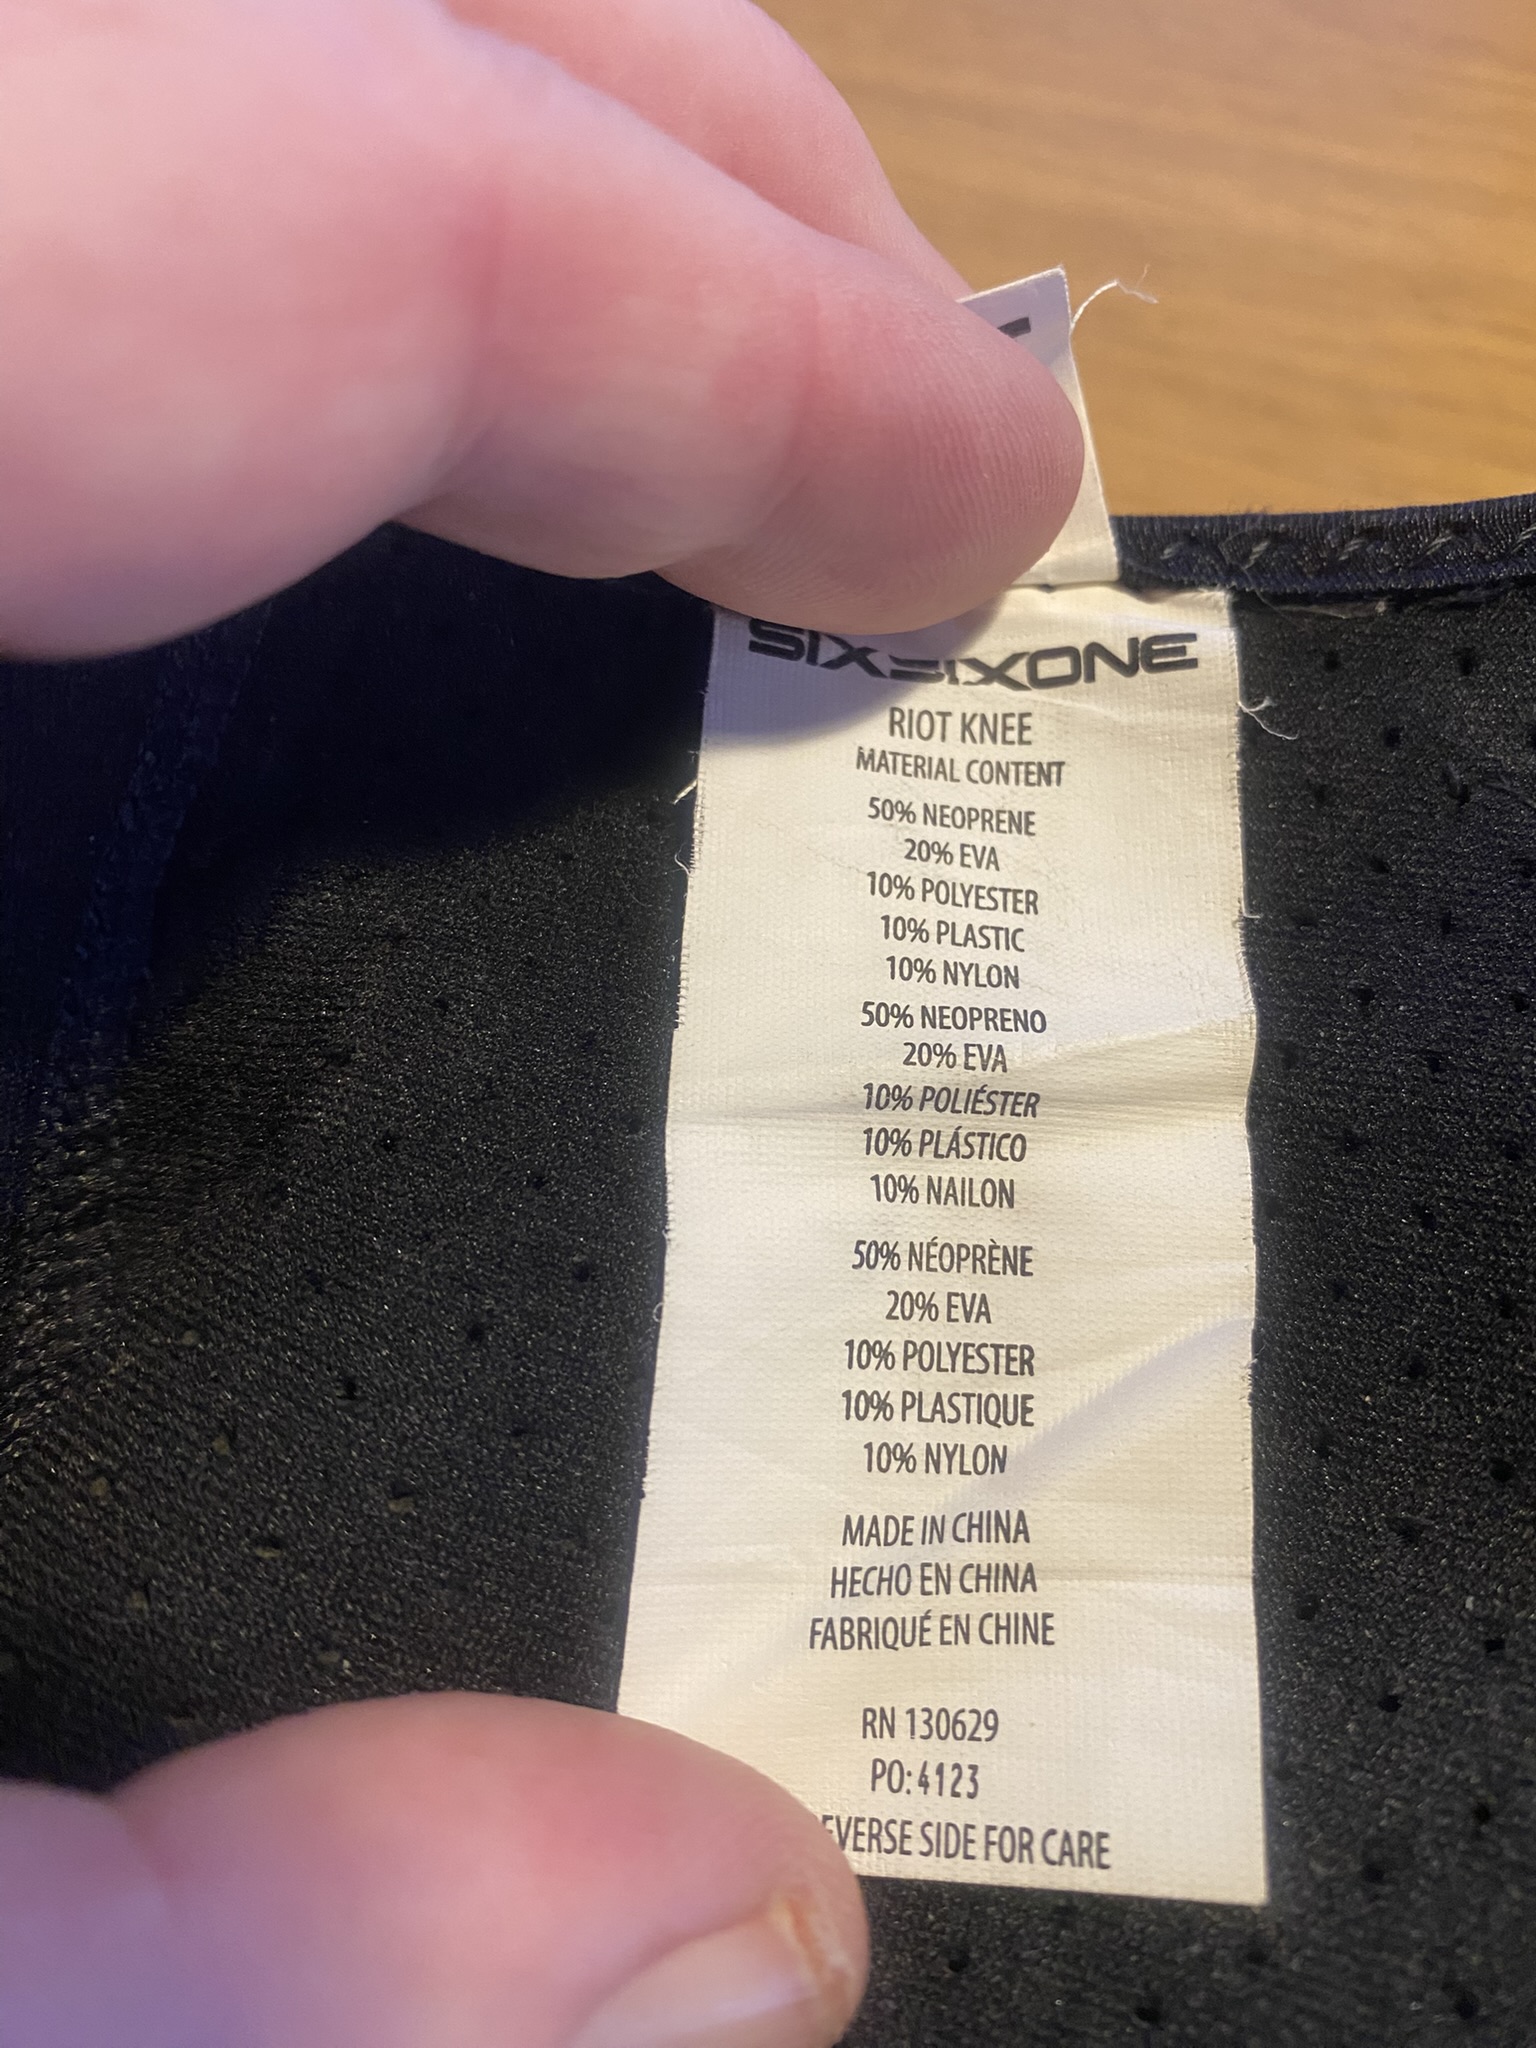 SIXSIXONE
RIOT KNEE
MATERIAL CONTENT
50% NEOPRENE
20% EVA
10% POLYESTER
10% PLASTIC
10% NYLON
50% NEOPRENO
20% EVA
10% POLIÉSTER
10% PLÁSTICO
10% NAILON
50% NÉOPRÈNE
20% EVA
10% POLYESTER
10% PLASTIQUE
10% NYLON
MADE IN CHINA
HECHO EN CHINA
FABRIQUÉ EN CHINE
RN 130629
PO: 4123
SIDE FOR CARE